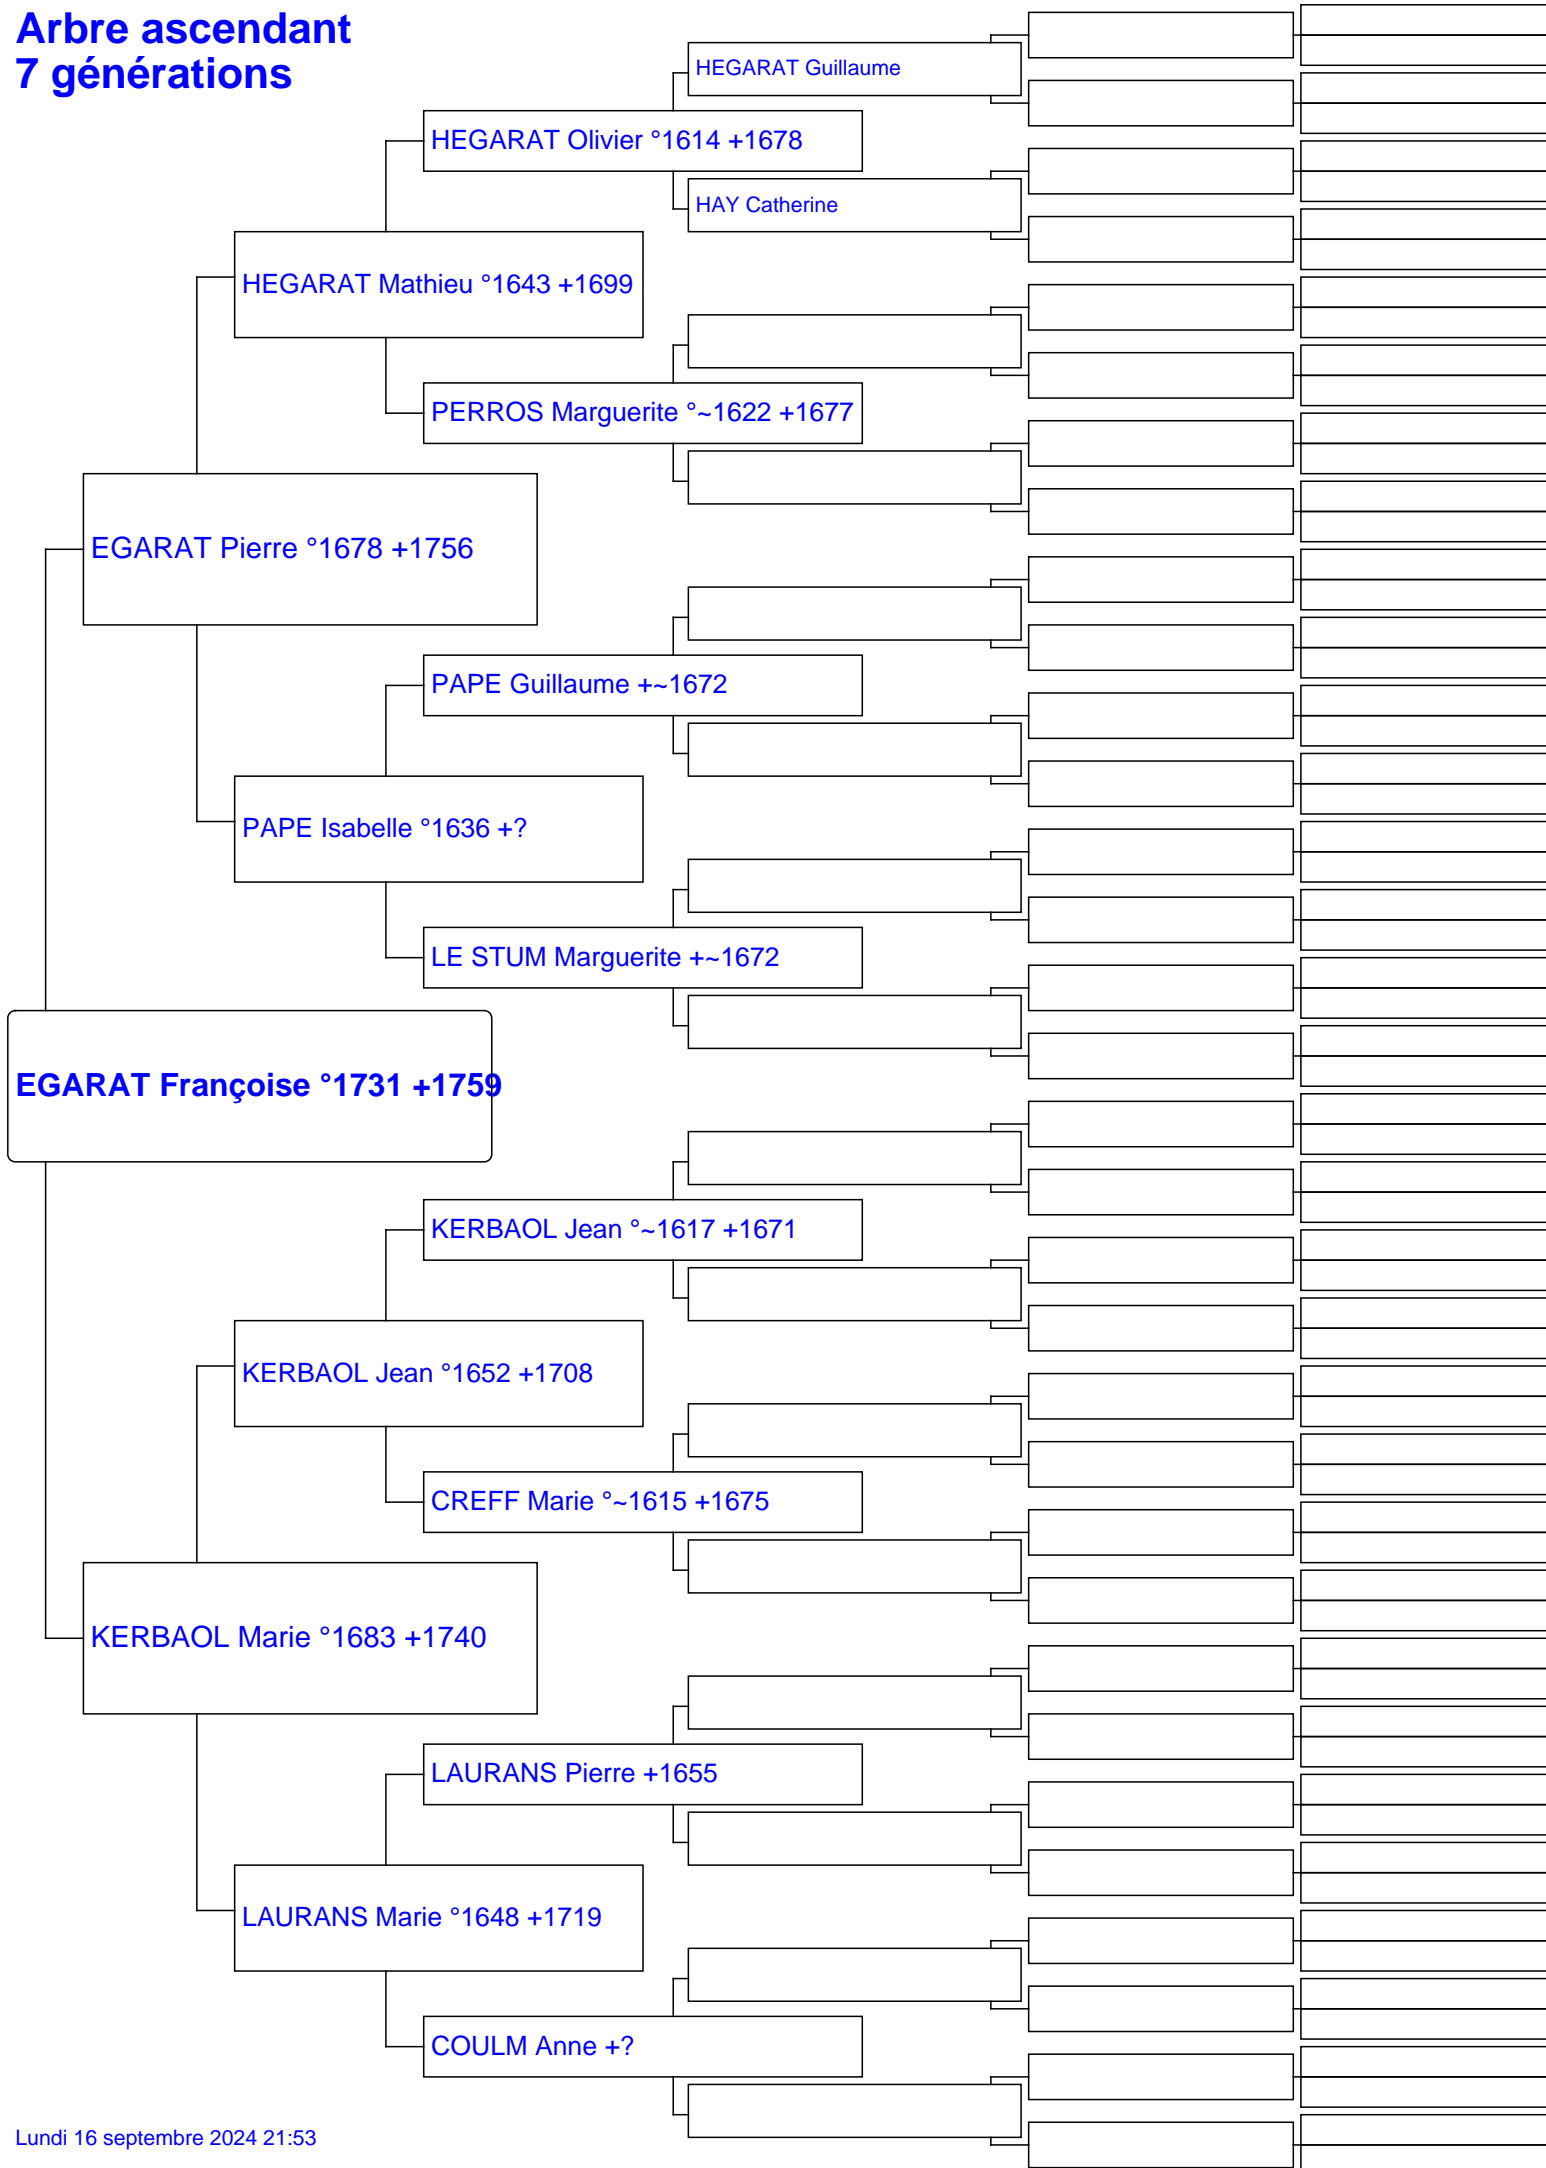 Arbre ascendant
7 générations
HEGARAT Guillaume
HEGARAT Olivier °1614 +1678
HAY Catherine
HEGARAT Mathieu °1643 +1699
PERROS Marguerite °~1622 +1677
EGARAT Pierre °1678 +1756
PAPE Guillaume +~1672
PAPE Isabelle °1636 +?
LE STUM Marguerite +~1672
EGARAT Françoise °1731 +1759
KERBAOL Jean °~1617 +1671
KERBAOL Jean °1652 +1708
CREFF Marie °~1615 +1675
KERBAOL Marie °1683 +1740
LAURANS Pierre +1655
LAURANS Marie °1648 +1719
COULM Anne +?
Lundi 16 septembre 2024 21:53